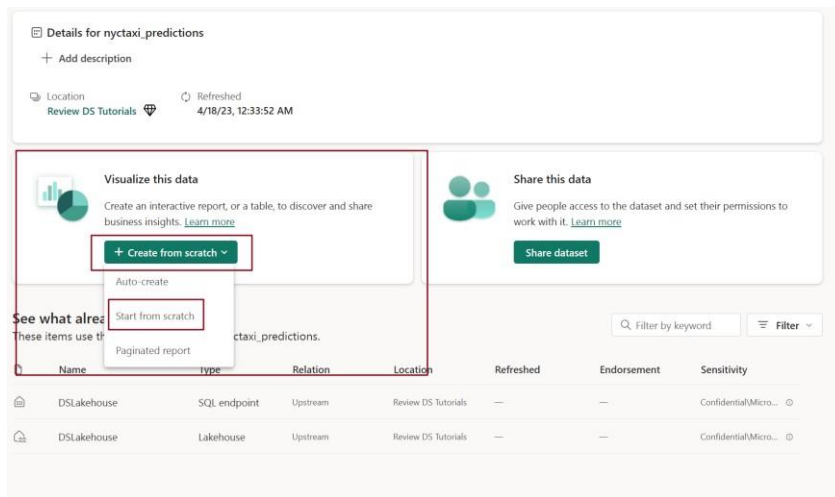 Details for nyctaxi_predictions
+ Add description
Location
Review DS Tutorials
Refreshed
4/18/23, 12:33:52 AM
Visualize this data
Create an interactive report, or a table, to discover and share
business insights. Learn more
+ Create from scratch
Auto-create
Start from scratch
Paginated report
Share this data
Give people access to the dataset and set their permissions to
work with it. Learn more
Share dataset
See what alrea
These items use th ctaxi_predictions.
Filter by keyword
Filter
Name Type Relation Location Refreshed Endorsement Sensitivity
DSLakehouse SQL endpoint Upstream Review DS Tutorials — — Confidential\Micro...
DSLakehouse Lakehouse Upstream Review DS Tutorials — — Confidential\Micro...